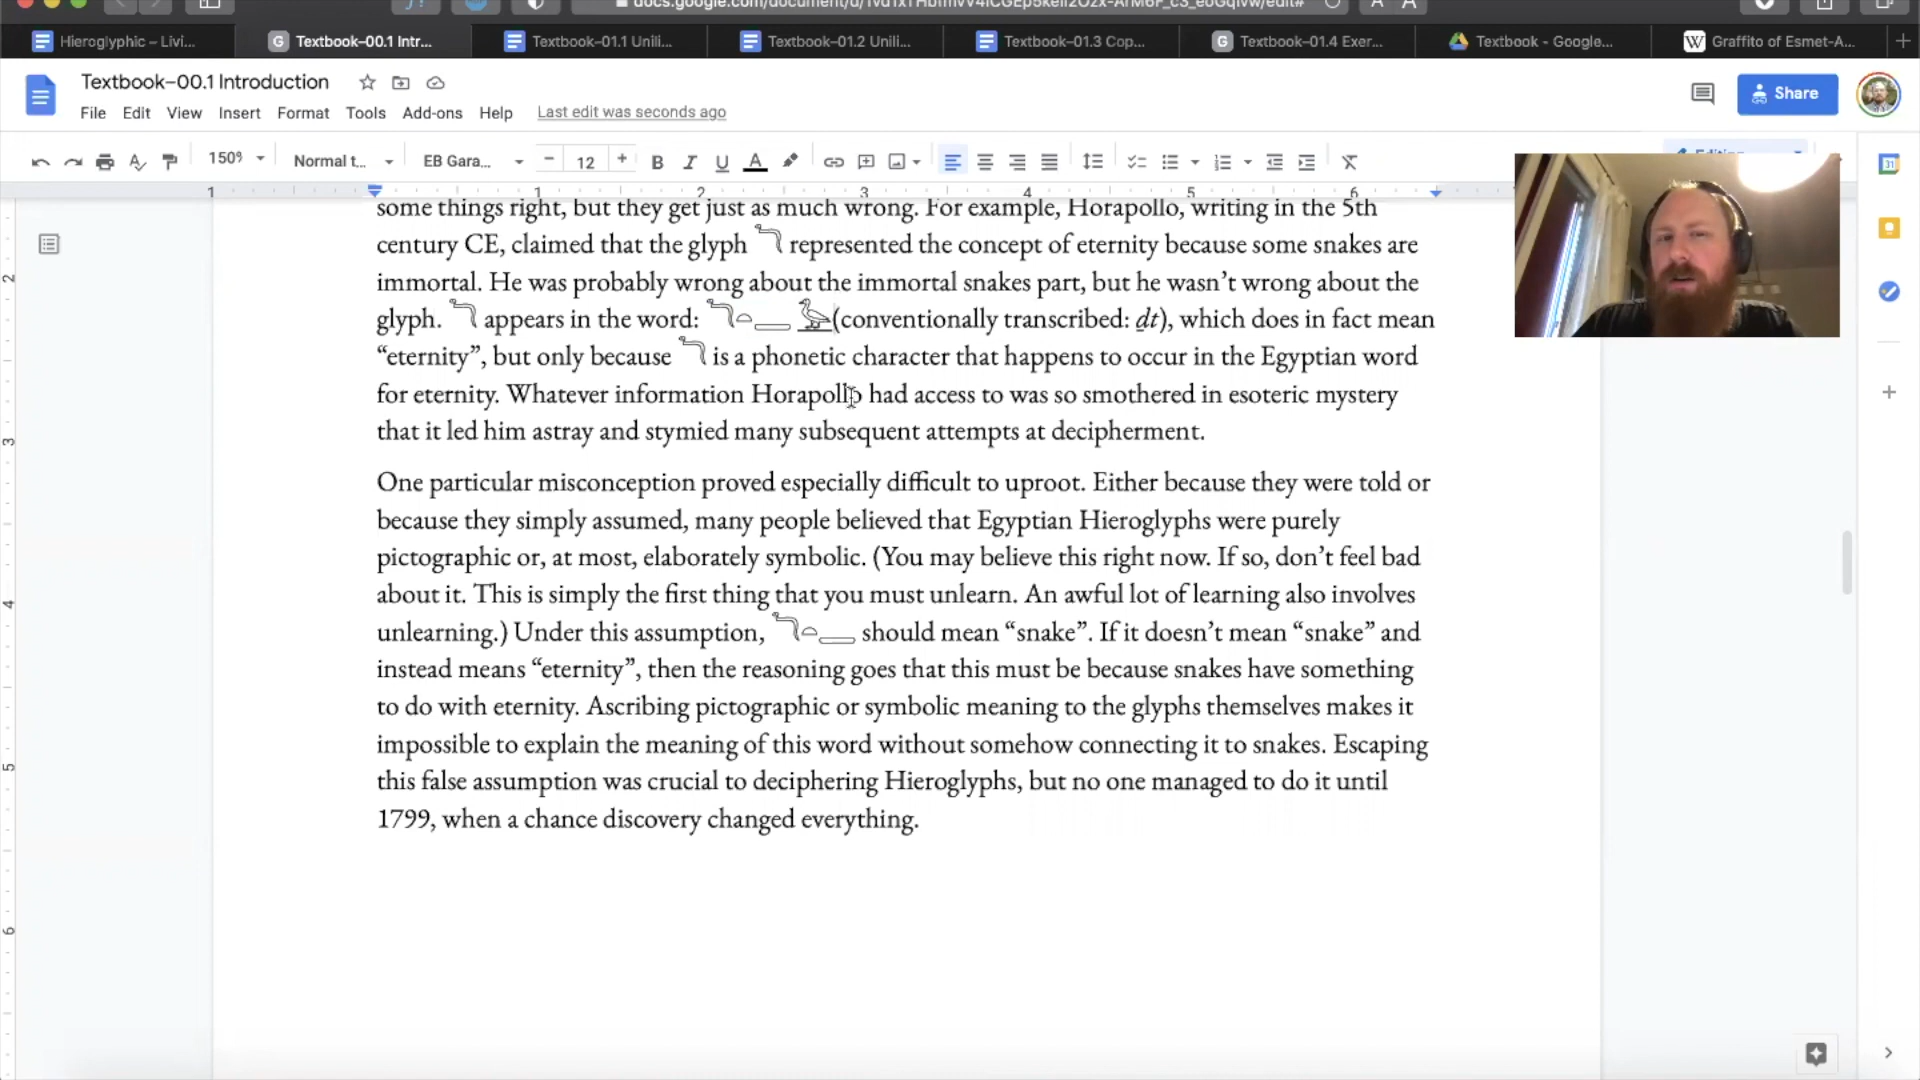 Hieroglyphic – Livi...
Textbook–00.1 Intr...
Textbook–01.1 Unili...
Textbook–01.2 Unili...
Textbook–01.3 Cop...
Textbook–01.4 Exer...
Textbook - Google...
Graffito of Esmet-A...
Textbook–00.1 Introduction
File Edit View Insert Format Tools Add-ons Help Last edit was seconds ago
Share
150% Normal t... EB Gara... 12
1 1 2 3 4 5 6
some things right, but they get just as much wrong. For example, Horapollo, writing in the 5th
century CE, claimed that the glyph 𓆓 represented the concept of eternity because some snakes are
immortal. He was probably wrong about the immortal snakes part, but he wasn’t wrong about the
glyph. 𓆓 appears in the word: 𓆓𓏏𓇿 𓅬(conventionally transcribed: ḏt), which does in fact mean
“eternity”, but only because 𓆓 is a phonetic character that happens to occur in the Egyptian word
for eternity. Whatever information Horapollo had access to was so smothered in esoteric mystery
that it led him astray and stymied many subsequent attempts at decipherment.
One particular misconception proved especially difficult to uproot. Either because they were told or
because they simply assumed, many people believed that Egyptian Hieroglyphs were purely
pictographic or, at most, elaborately symbolic. (You may believe this right now. If so, don’t feel bad
about it. This is simply the first thing that you must unlearn. An awful lot of learning also involves
unlearning.) Under this assumption, 𓆓𓏏𓇿 should mean “snake”. If it doesn’t mean “snake” and
instead means “eternity”, then the reasoning goes that this must be because snakes have something
to do with eternity. Ascribing pictographic or symbolic meaning to the glyphs themselves makes it
impossible to explain the meaning of this word without somehow connecting it to snakes. Escaping
this false assumption was crucial to deciphering Hieroglyphs, but no one managed to do it until
1799, when a chance discovery changed everything.
2
3
4
5
6